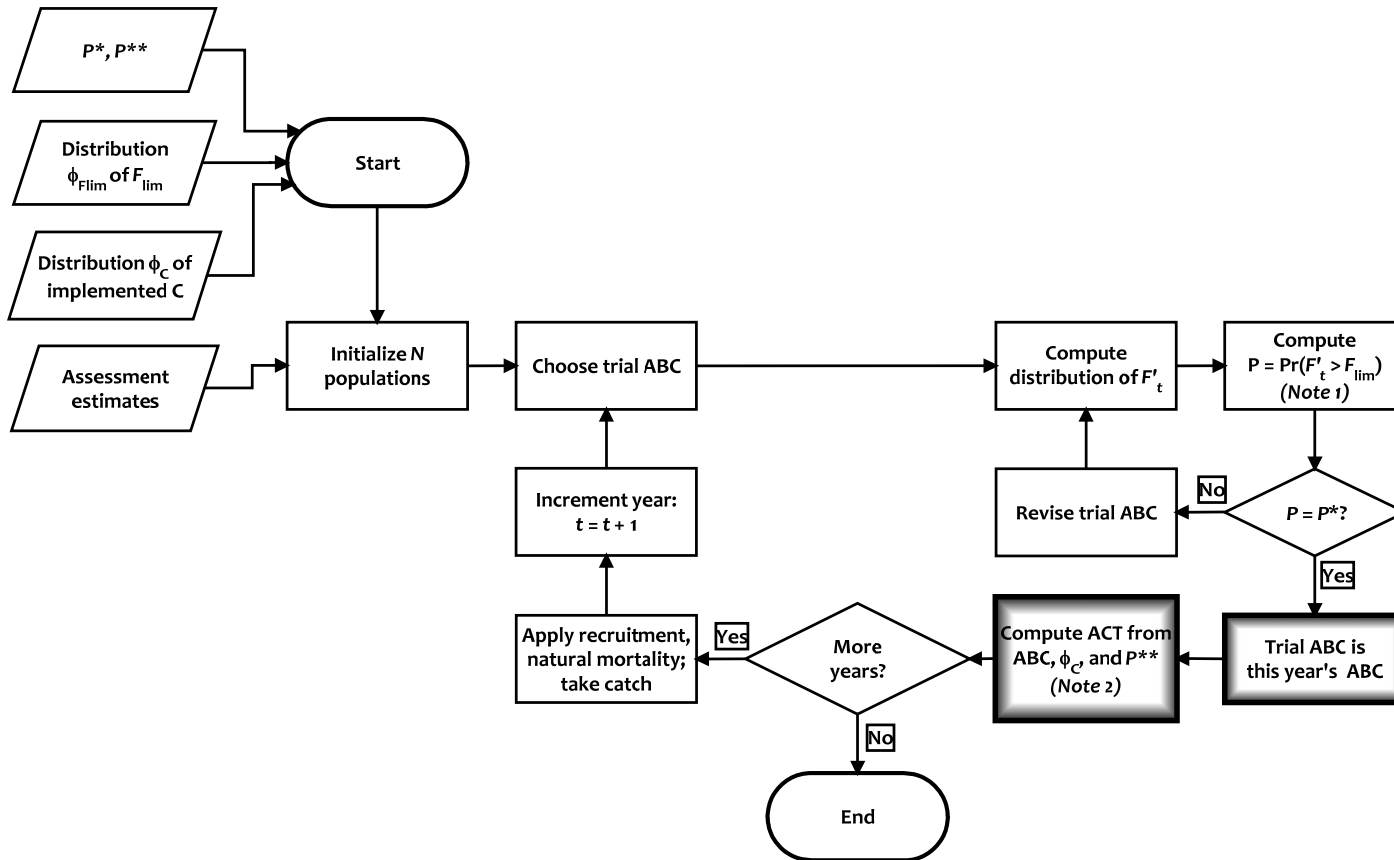 P*, P**
Distribution
ϕFlim of Flim
Distribution ϕC of
implemented C
Assessment
estimates
Start
Initialize N
populations
Choose trial ABC
Compute
distribution of F't
Compute
P = Pr(F't > Flim)
(Note 1)
Increment year:
t = t + 1
Revise trial ABC
No
P = P*?
Yes
Apply recruitment,
natural mortality;
take catch
Yes
More
years?
Compute ACT from
ABC, ϕC, and P**
(Note 2)
Trial ABC is
this year's ABC
No
End